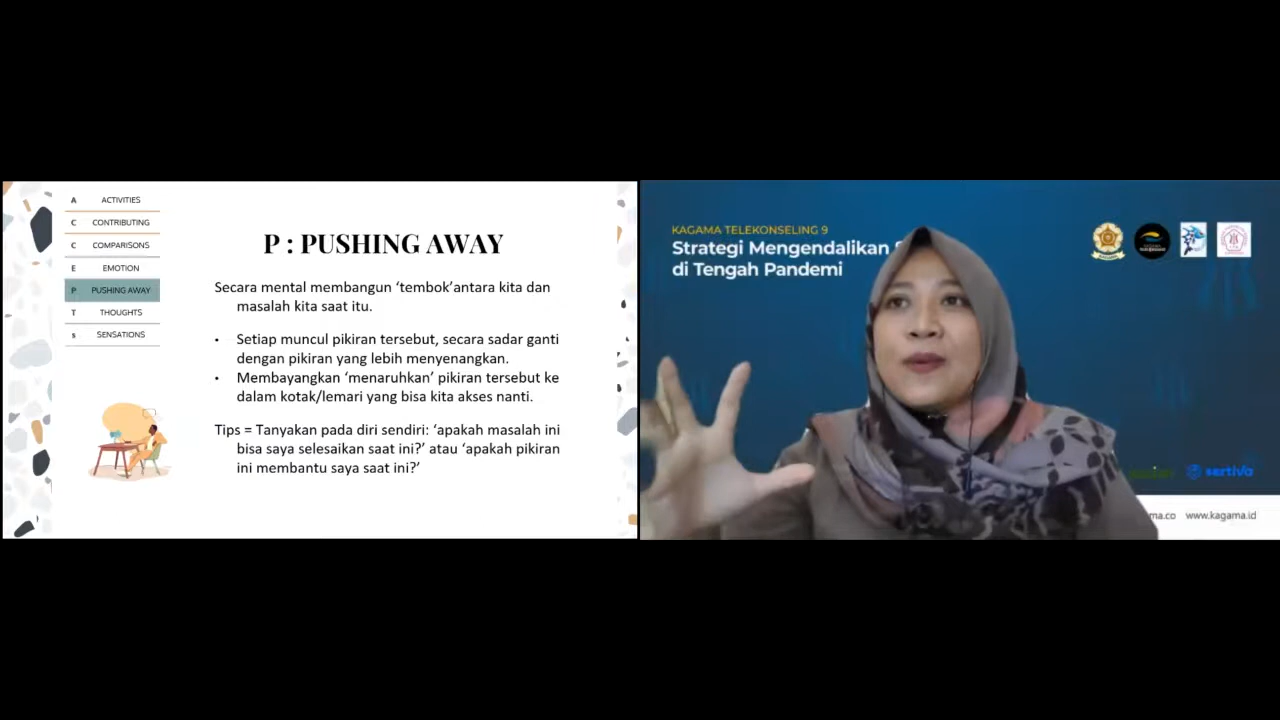 A ACTIVITIES
C CONTRIBUTING
C COMPARISONS
E EMOTION
P PUSHING AWAY
T THOUGHTS
s SENSATIONS
P : PUSHING AWAY
Secara mental membangun ‘tembok’antara kita dan
masalah kita saat itu.
• Setiap muncul pikiran tersebut, secara sadar ganti
dengan pikiran yang lebih menyenangkan.
• Membayangkan ‘menaruhkan’ pikiran tersebut ke
dalam kotak/lemari yang bisa kita akses nanti.
Tips = Tanyakan pada diri sendiri: ‘apakah masalah ini
bisa saya selesaikan saat ini?’ atau ‘apakah pikiran
ini membantu saya saat ini?’
KAGAMA TELEKONSELING 9
Strategi Mengendalikan
di Tengah Pandemi
sertiva
ma.co www.kagama.id